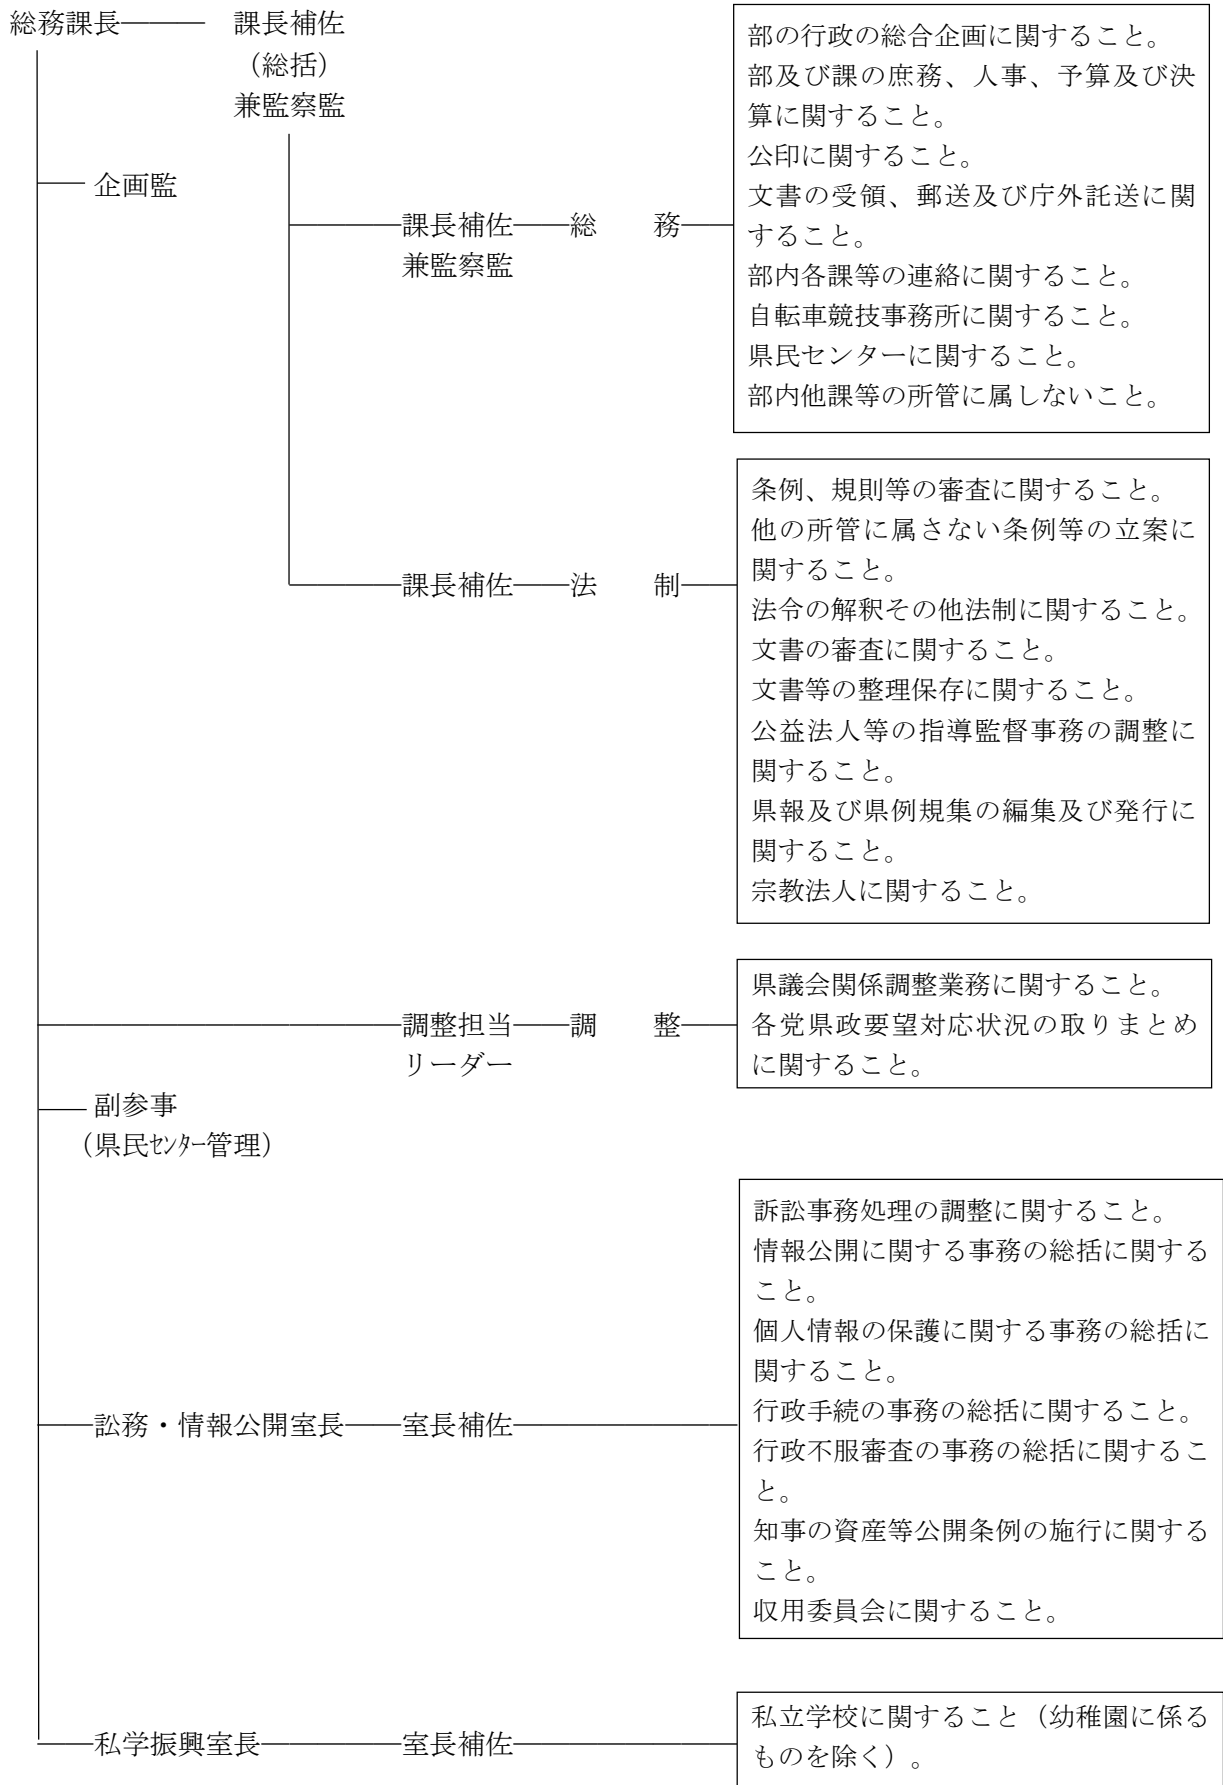 総務課長 課長補佐
（総括）
兼監察監
企画監
課長補佐 総務
兼監察監
部の行政の総合企画に関すること。
部及び課の庶務、人事、予算及び決
算に関すること。
公印に関すること。
文書の受領、郵送及び庁外託送に関
すること。
部内各課等の連絡に関すること。
自転車競技事務所に関すること。
県民センターに関すること。
部内他課等の所管に属しないこと。
課長補佐 法制
条例、規則等の審査に関すること。
他の所管に属さない条例等の立案に
関すること。
法令の解釈その他法制に関すること。
文書の審査に関すること。
文書等の整理保存に関すること。
公益法人等の指導監督事務の調整に
関すること。
県報及び県例規集の編集及び発行に
関すること。
宗教法人に関すること。
調整担当 調整
リーダー
県議会関係調整業務に関すること。
各党県政要望対応状況の取りまとめ
に関すること。
副参事
（県民ｾﾝﾀｰ管理）
訟務・情報公開室長 室長補佐
訴訟事務処理の調整に関すること。
情報公開に関する事務の総括に関する
こと。
個人情報の保護に関する事務の総括に
関すること。
行政手続の事務の総括に関すること。
行政不服審査の事務の総括に関するこ
と。
知事の資産等公開条例の施行に関する
こと。
収用委員会に関すること。
私学振興室長 室長補佐
私立学校に関すること（幼稚園に係る
ものを除く）。